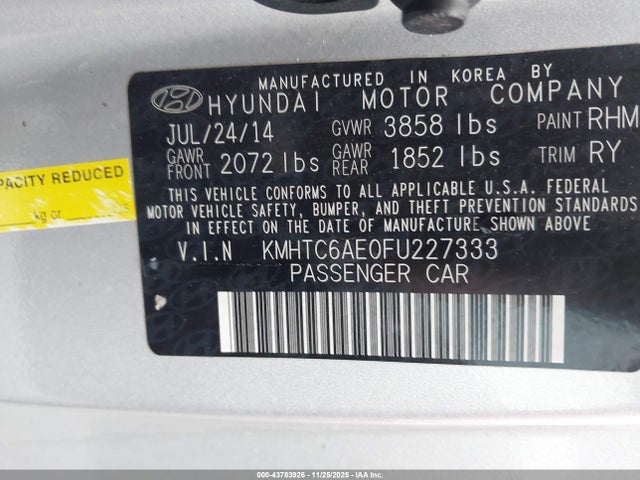 MANUFACTURED IN KOREA BY
HYUNDAI MOTOR COMPANY
JUL/24/14 GVWR 3858 lbs PAINT RHM
GAWR FRONT 2072 lbs GAWR REAR 1852 lbs TRIM RY
THIS VEHICLE CONFORMS TO ALL APPLICABLE U.S.A. FEDERAL
MOTOR VEHICLE SAFETY, BUMPER, AND THEFT PREVENTION STANDARDS
IN EFFECT ON THE DATE OF MANUFACTURE SHOWN ABOVE
V.I.N KMHTC6AE0FU227333
PASSENGER CAR
PACITY REDUCED
kg or
000-43783926 - 11/25/2025 - IAA Inc.